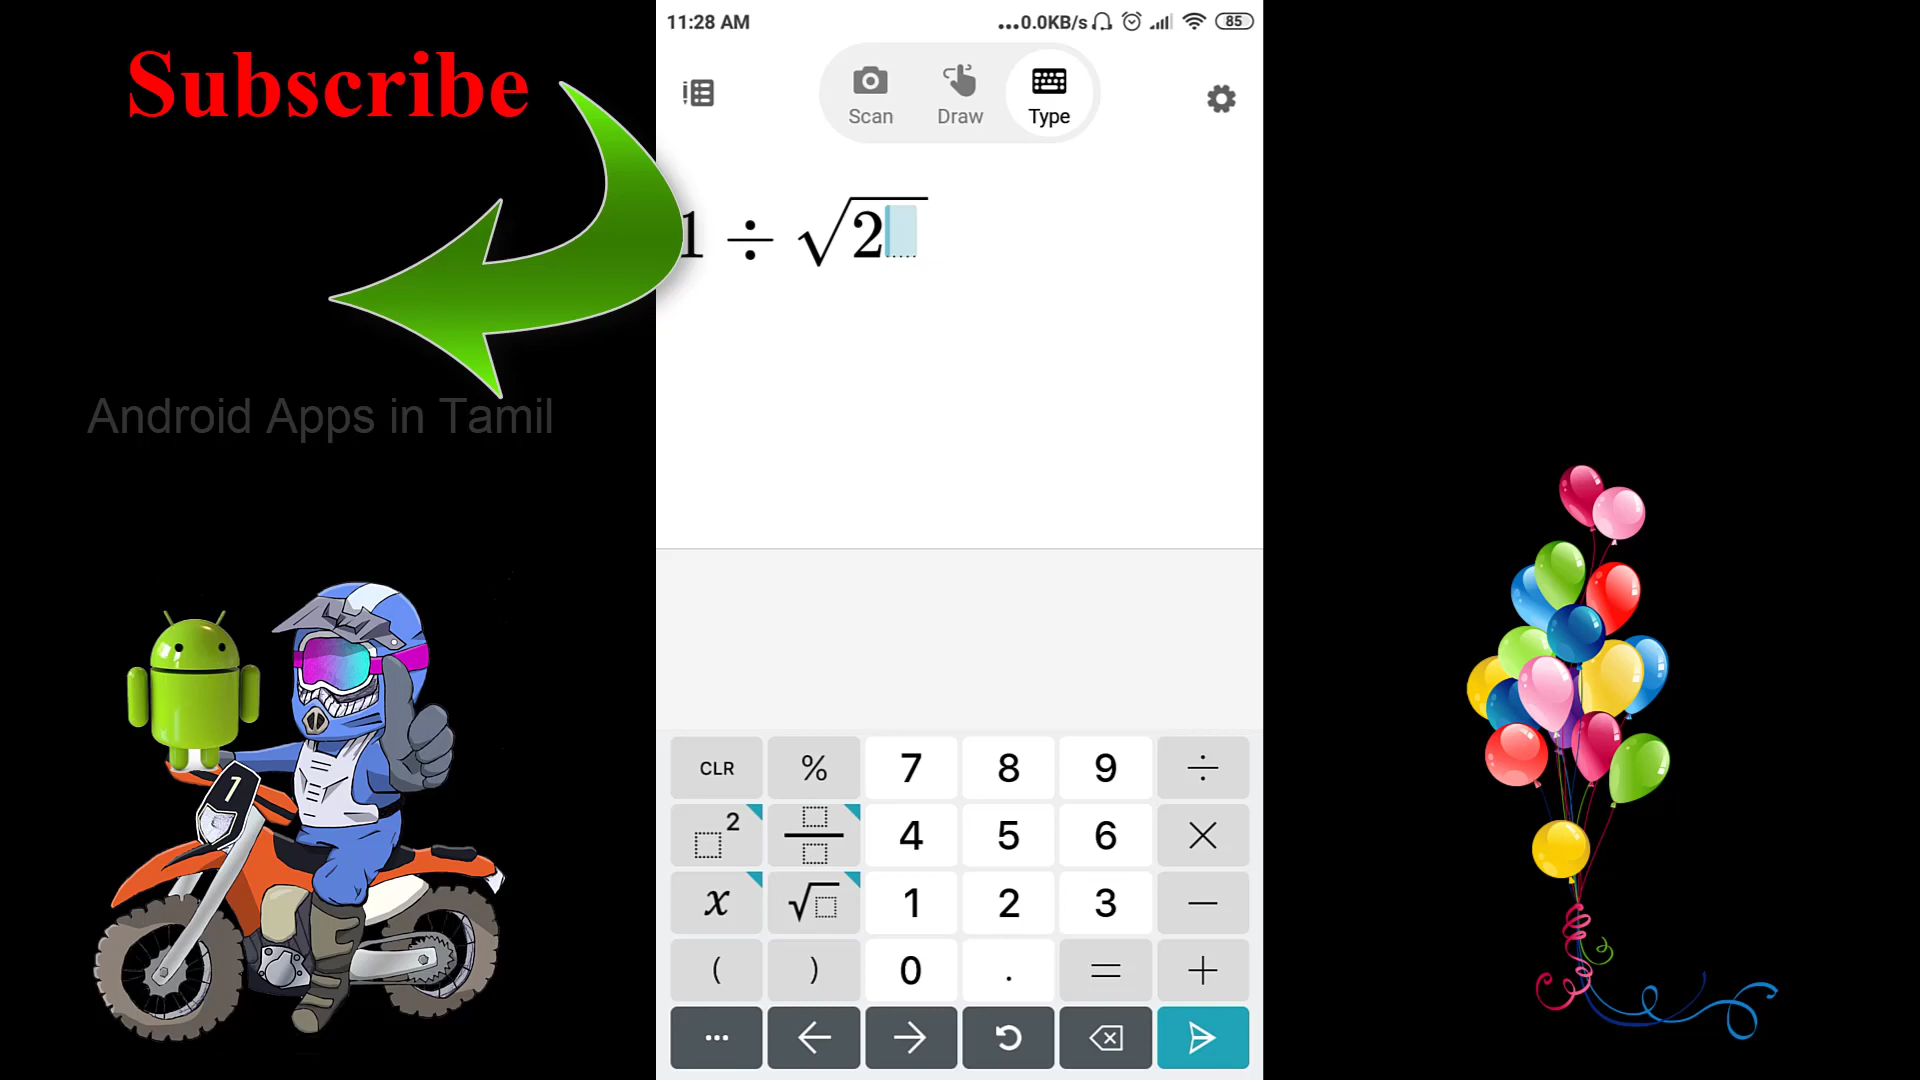 Subscribe
Android Apps in Tamil
1
11:28 AM
...0.0KB/s
85
Scan
Draw
Type
1 ÷ √2
CLR % 7 8 9 ÷
2 4 5 6 ×
x √ 1 2 3 −
( ) 0 . = +
...